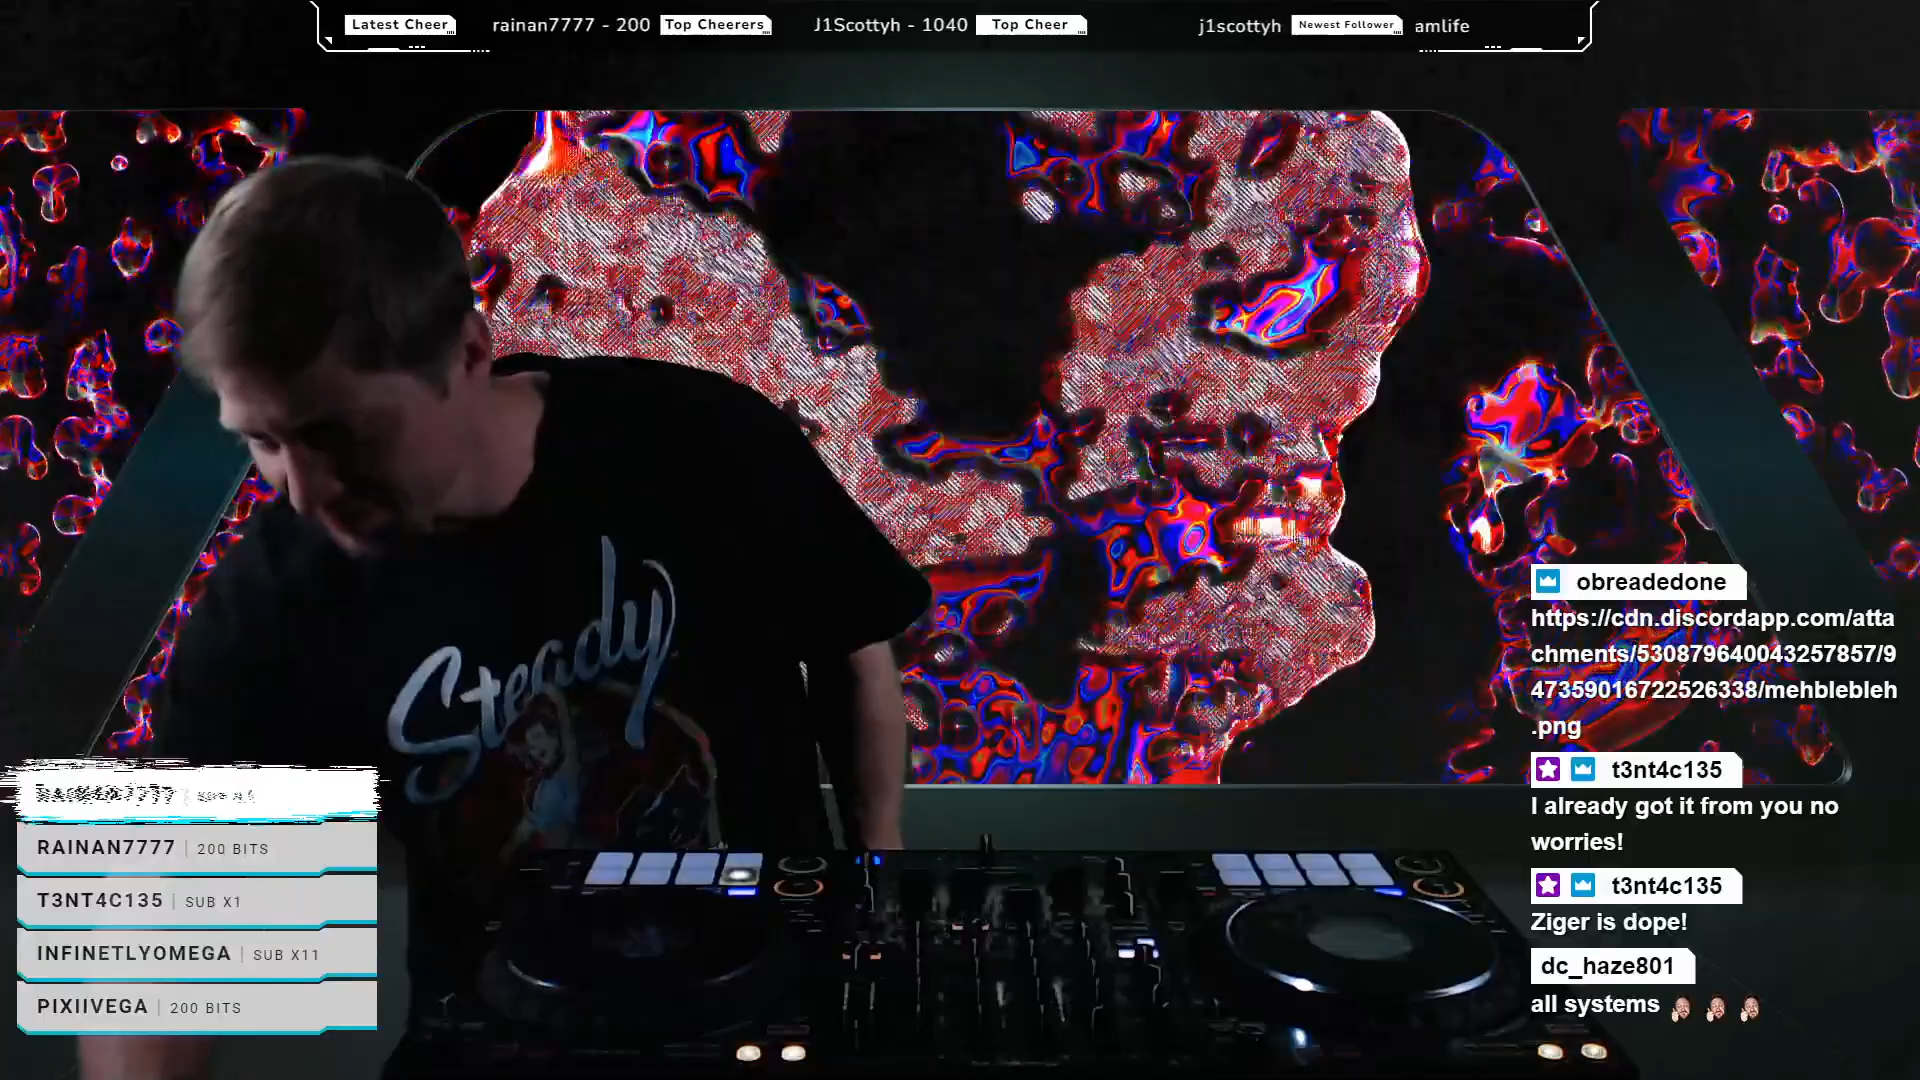 Latest Cheer rainan7777 - 200 Top Cheerers J1Scottyh - 1040 Top Cheer j1scottyh Newest Follower amlife
Steady
RAINAN7777 | 200 BITS
T3NT4C135 | SUB X1
INFINETLYOMEGA | SUB X11
PIXIIVEGA | 200 BITS
obreadedone
https://cdn.discordapp.com/atta
chments/530879640043257857/9
47359016722526338/mehblebleh
.png
t3nt4c135
I already got it from you no
worries!
t3nt4c135
Ziger is dope!
dc_haze801
all systems